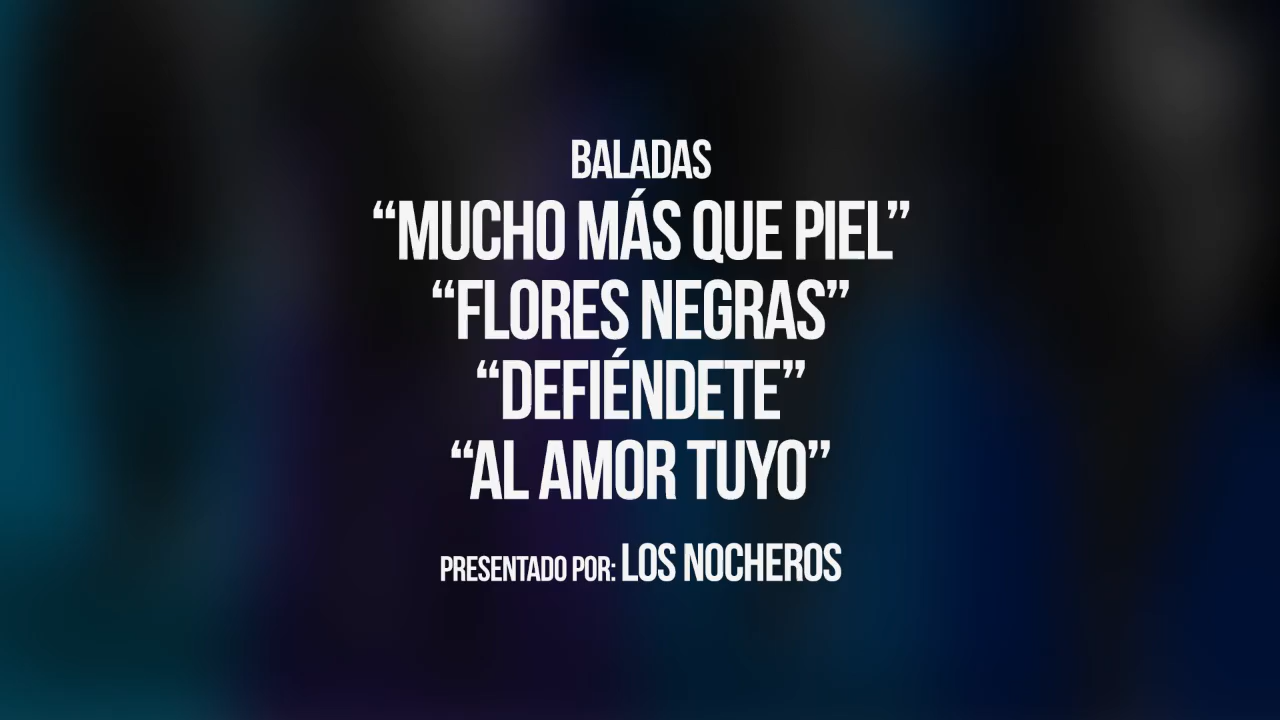 BALADAS
“MUCHO MÁS QUE PIEL”
“FLORES NEGRAS”
“DEFIÉNDETE”
“AL AMOR TUYO”
PRESENTADO POR: LOS NOCHEROS